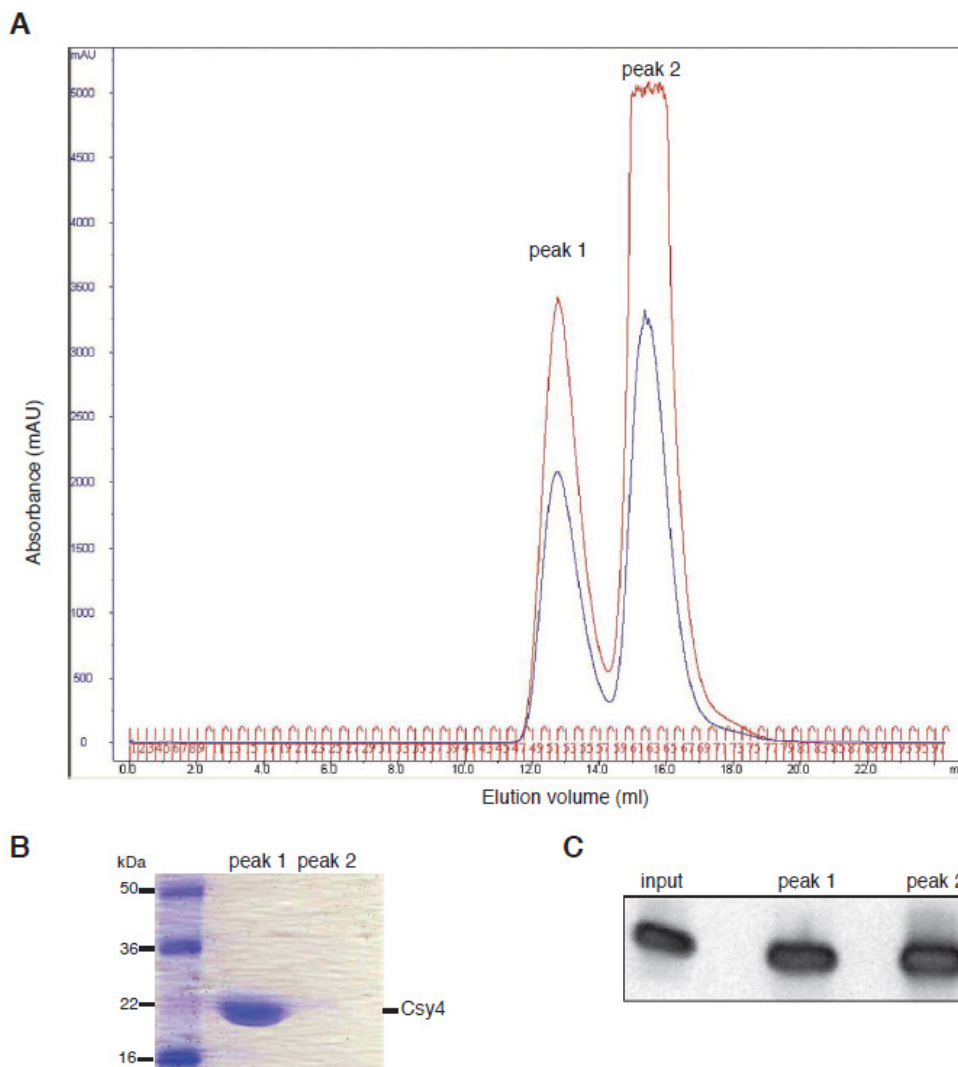 A
mAU
peak 2
5000
4500
4000
peak 1
3500
3000
2500
2000
1500
1000
500
0
Absorbance (mAU)
0.0 2.0 4.0 6.0 8.0 10.0 12.0 14.0 16.0 18.0 20.0 22.0 m
Elution volume (ml)
B
kDa peak 1 peak 2
50
36
22
Csy4
16
C
input peak 1 peak 2